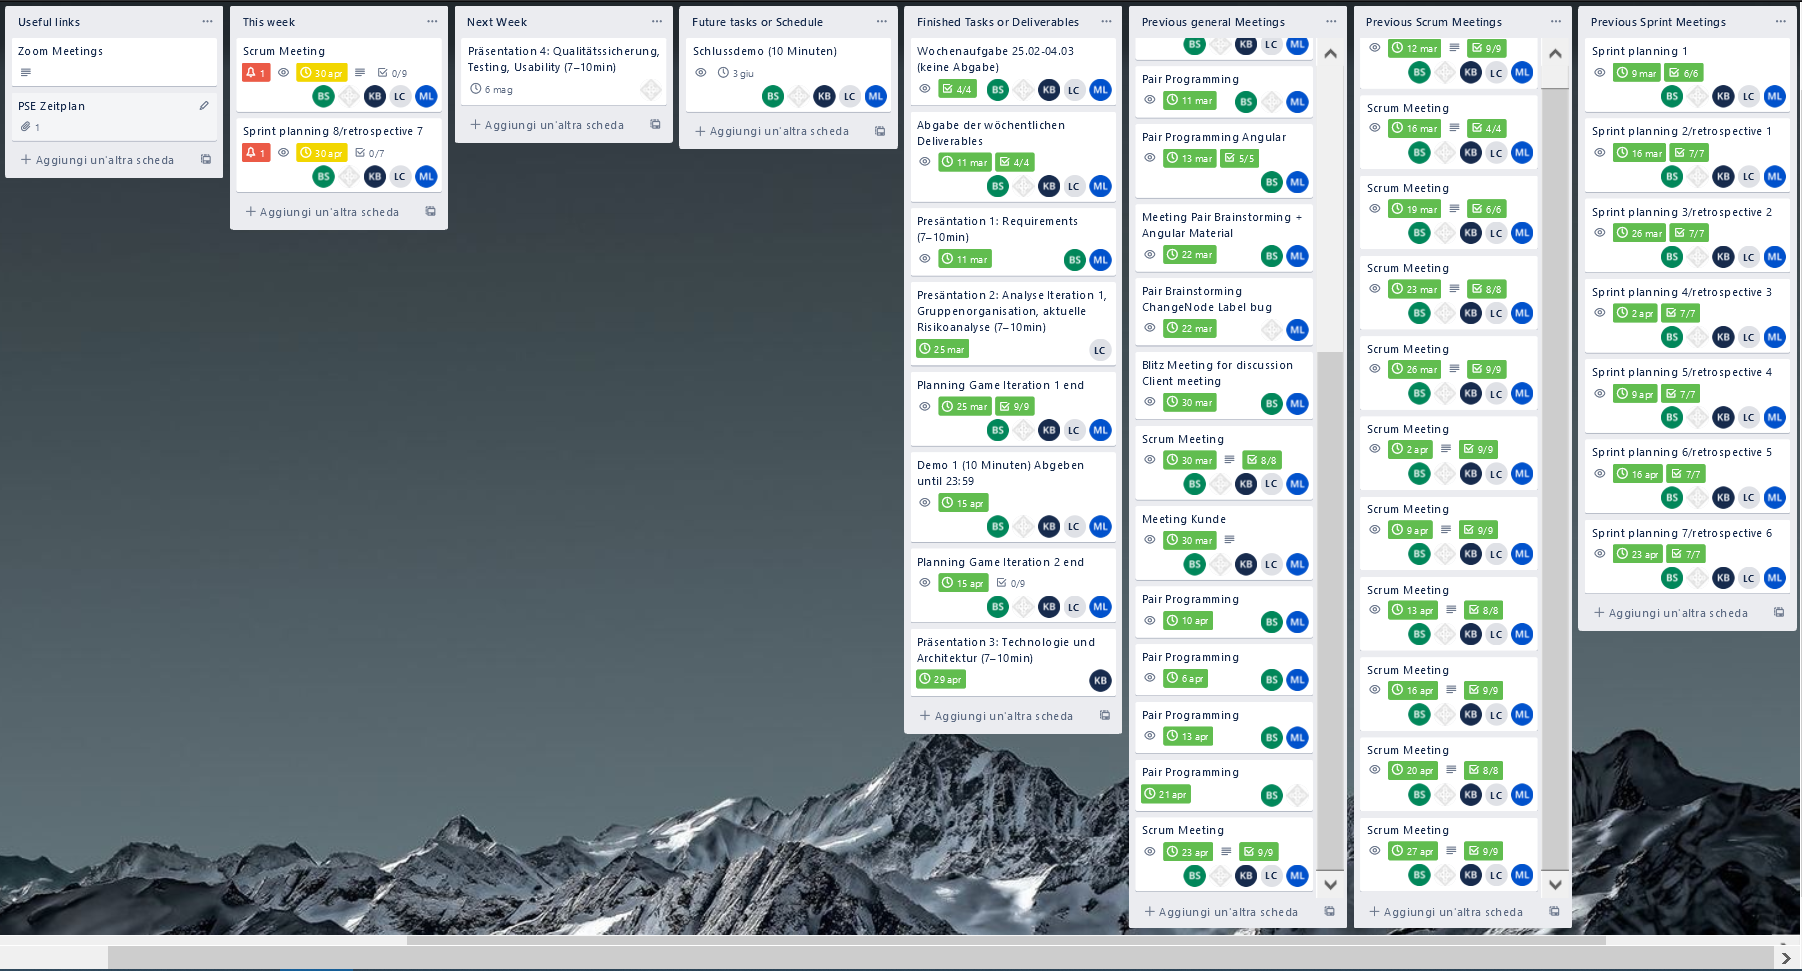 Useful links
Zoom Meetings
PSE Zeitplan
1
Aggiungi un'altra scheda
This week
Scrum Meeting
1 30 apr 0/9
BS KB LC ML
Sprint planning 8/retrospective 7
1 30 apr 0/7
BS KB LC ML
Aggiungi un'altra scheda
Next Week
Präsentation 4: Qualitätssicherung,
Testing, Usability (7–10min)
6 mag
Aggiungi un'altra scheda
Future tasks or Schedule
Schlussdemo (10 Minuten)
3 giu
BS KB LC ML
Aggiungi un'altra scheda
Finished Tasks or Deliverables
Wochenaufgabe 25.02-04.03
(keine Abgabe)
4/4 BS KB LC ML
Abgabe der wöchentlichen
Deliverables
11 mar 4/4
BS KB LC ML
Presäntation 1: Requirements
(7–10min)
11 mar BS ML
Presäntation 2: Analyse Iteration 1,
Gruppenorganisation, aktuelle
Risikoanalyse (7–10min)
25 mar LC
Planning Game Iteration 1 end
25 mar 9/9
BS KB LC ML
Demo 1 (10 Minuten) Abgeben
until 23:59
15 apr
BS KB LC ML
Planning Game Iteration 2 end
15 apr 0/9
BS KB LC ML
Präsentation 3: Technologie und
Architektur (7–10min)
29 apr KB
Aggiungi un'altra scheda
Previous general Meetings
BS KB LC ML
Pair Programming
11 mar BS ML
Pair Programming Angular
13 mar 5/5
BS ML
Meeting Pair Brainstorming +
Angular Material
22 mar BS ML
Pair Brainstorming
ChangeNode Label bug
22 mar ML
Blitz Meeting for discussion
Client meeting
30 mar BS ML
Scrum Meeting
30 mar 8/8
BS KB LC ML
Meeting Kunde
30 mar
BS KB LC ML
Pair Programming
10 apr BS ML
Pair Programming
6 apr BS ML
Pair Programming
13 apr BS ML
Pair Programming
21 apr BS
Scrum Meeting
23 apr 9/9
BS KB LC ML
Aggiungi un'altra scheda
Previous Scrum Meetings
12 mar 9/9
BS KB LC ML
Scrum Meeting
16 mar 4/4
BS KB LC ML
Scrum Meeting
19 mar 6/6
BS KB LC ML
Scrum Meeting
23 mar 8/8
BS KB LC ML
Scrum Meeting
26 mar 9/9
BS KB LC ML
Scrum Meeting
2 apr 9/9
BS KB LC ML
Scrum Meeting
9 apr 9/9
BS KB LC ML
Scrum Meeting
13 apr 8/8
BS KB LC ML
Scrum Meeting
16 apr 9/9
BS KB LC ML
Scrum Meeting
20 apr 8/8
BS KB LC ML
Scrum Meeting
27 apr 9/9
BS KB LC ML
Aggiungi un'altra scheda
Previous Sprint Meetings
Sprint planning 1
9 mar 6/6
BS KB LC ML
Sprint planning 2/retrospective 1
16 mar 7/7
BS KB LC ML
Sprint planning 3/retrospective 2
26 mar 7/7
BS KB LC ML
Sprint planning 4/retrospective 3
2 apr 7/7
BS KB LC ML
Sprint planning 5/retrospective 4
9 apr 7/7
BS KB LC ML
Sprint planning 6/retrospective 5
16 apr 7/7
BS KB LC ML
Sprint planning 7/retrospective 6
23 apr 7/7
BS KB LC ML
Aggiungi un'altra scheda